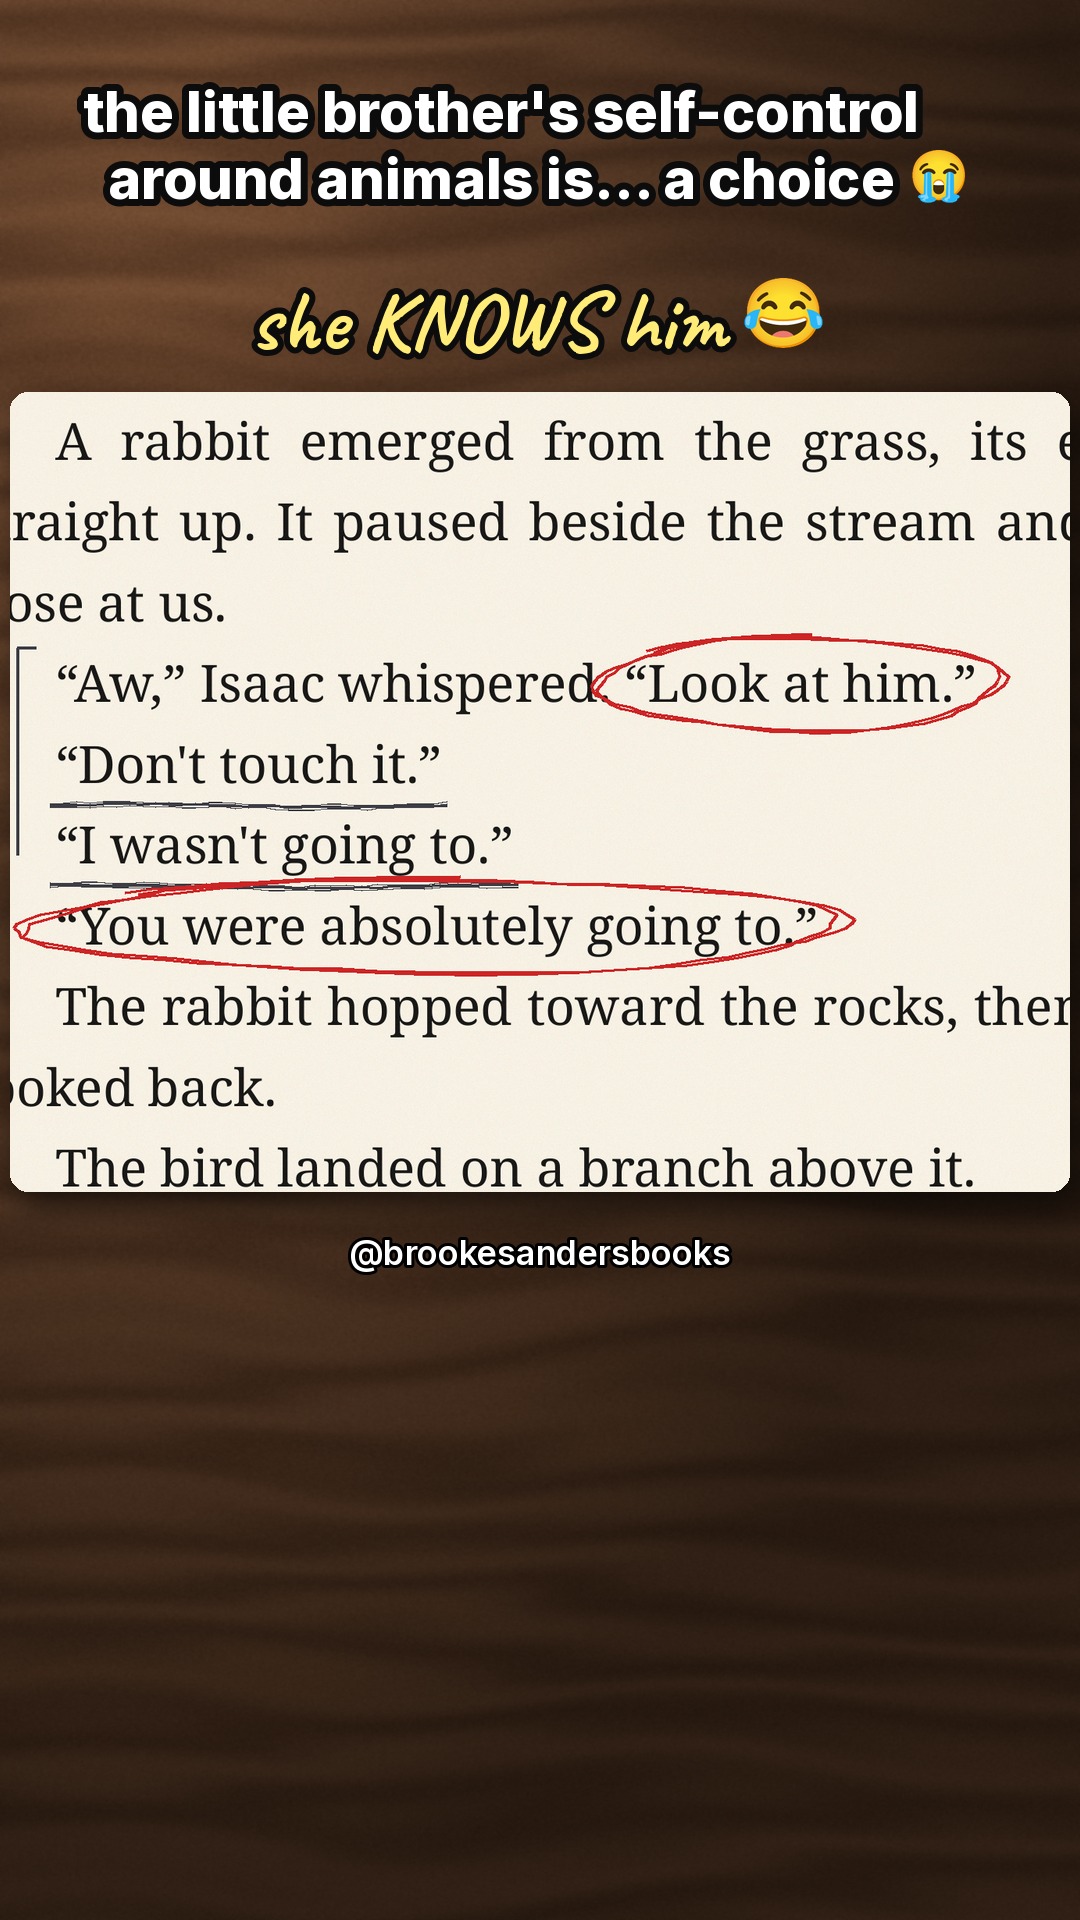 the little brother's self-control
around animals is... a choice 😭
she KNOWS him 😂
A rabbit emerged from the grass, its
raight up. It paused beside the stream and
ose at us.
“Aw,” Isaac whispered. “Look at him.”
“Don't touch it.”
“I wasn't going to.”
“You were absolutely going to.”
The rabbit hopped toward the rocks, then
ooked back.
The bird landed on a branch above it.
@brookesandersbooks